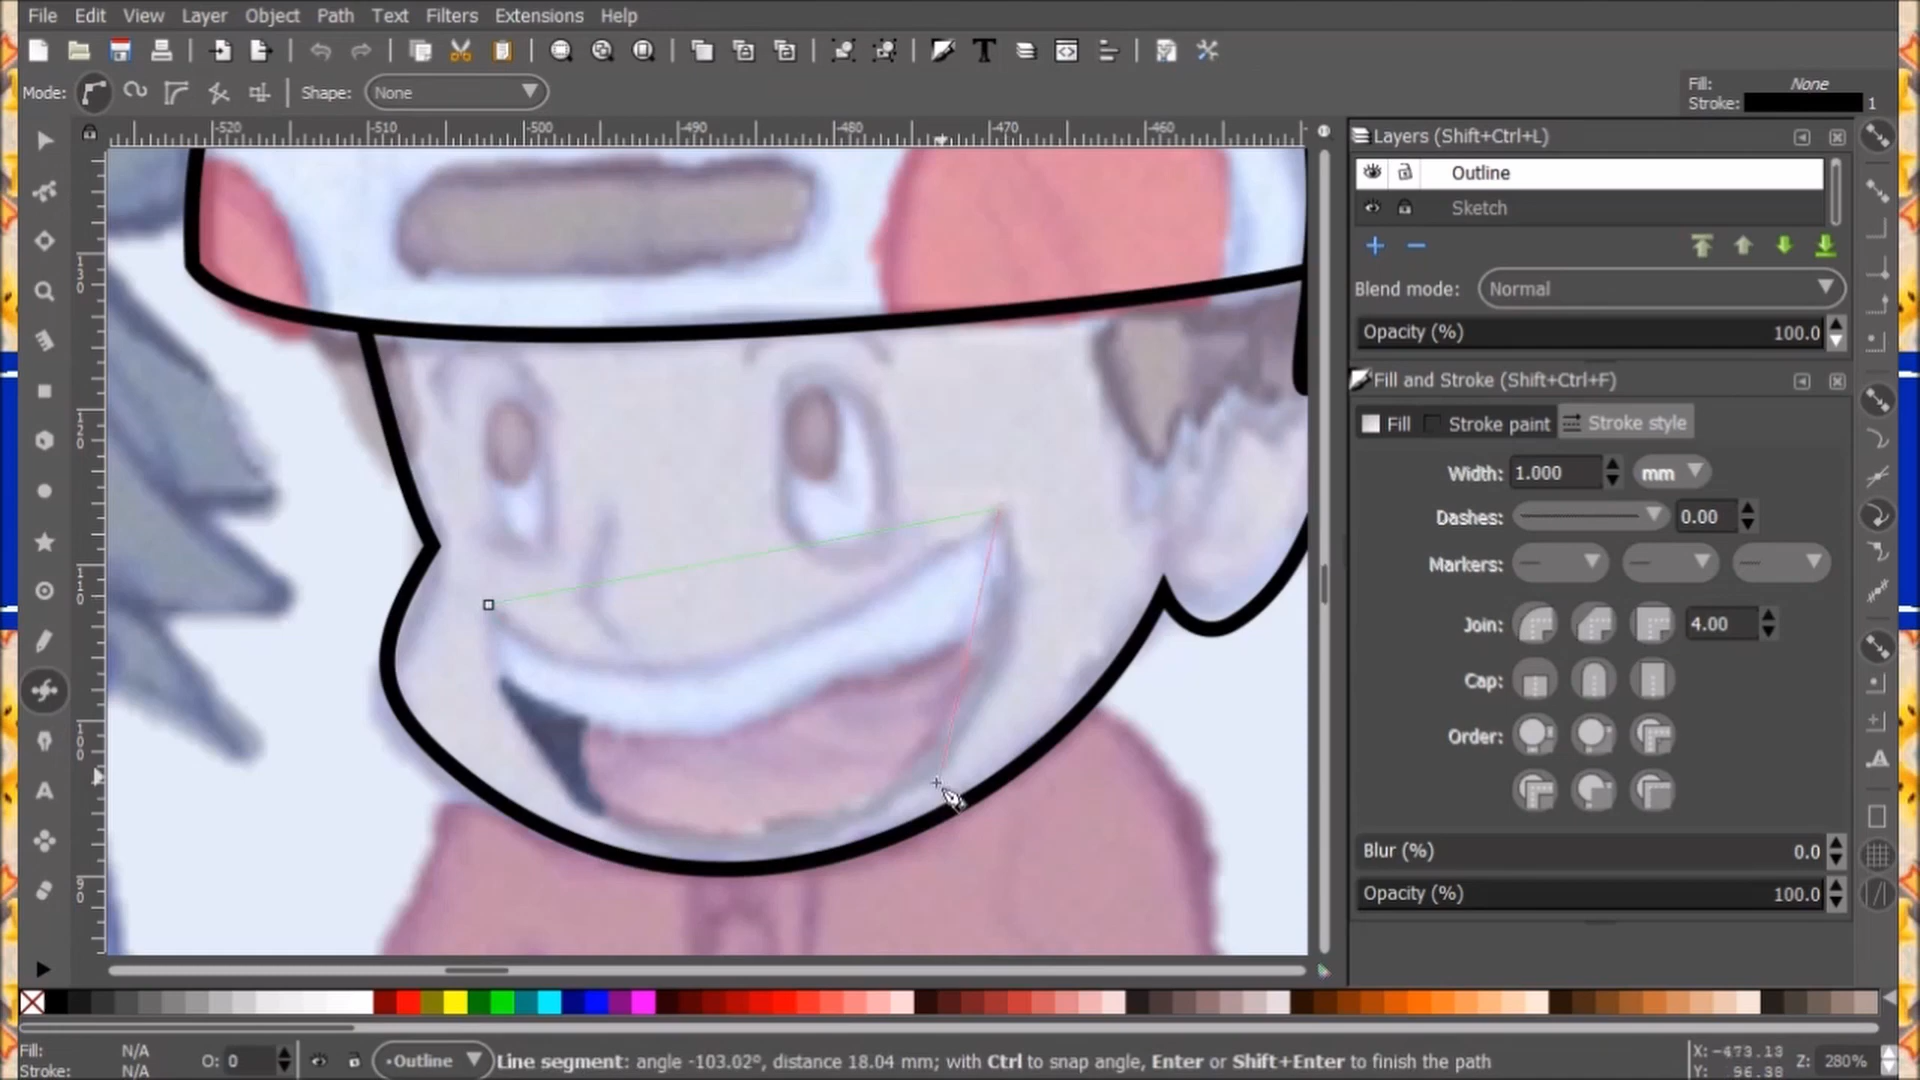 File Edit View Layer Object Path Text Filters Extensions Help
Mode: Shape: None
Fill: None
Stroke: 1
-520 -510 -500 -490 -480 -470 -460
130
120
110
100
90
Layers (Shift+Ctrl+L)
Outline
Sketch
Blend mode: Normal
Opacity (%) 100.0
Fill and Stroke (Shift+Ctrl+F)
Fill Stroke paint Stroke style
Width: 1.000 mm
Dashes: 0.00
Markers:
Join: 4.00
Cap:
Order:
Blur (%) 0.0
Opacity (%) 100.0
Fill: N/A
Stroke: N/A
O: 0
•Outline
Line segment: angle -103.02°, distance 18.04 mm; with Ctrl to snap angle, Enter or Shift+Enter to finish the path
X: -473.13
Y: 96.38
Z: 280%